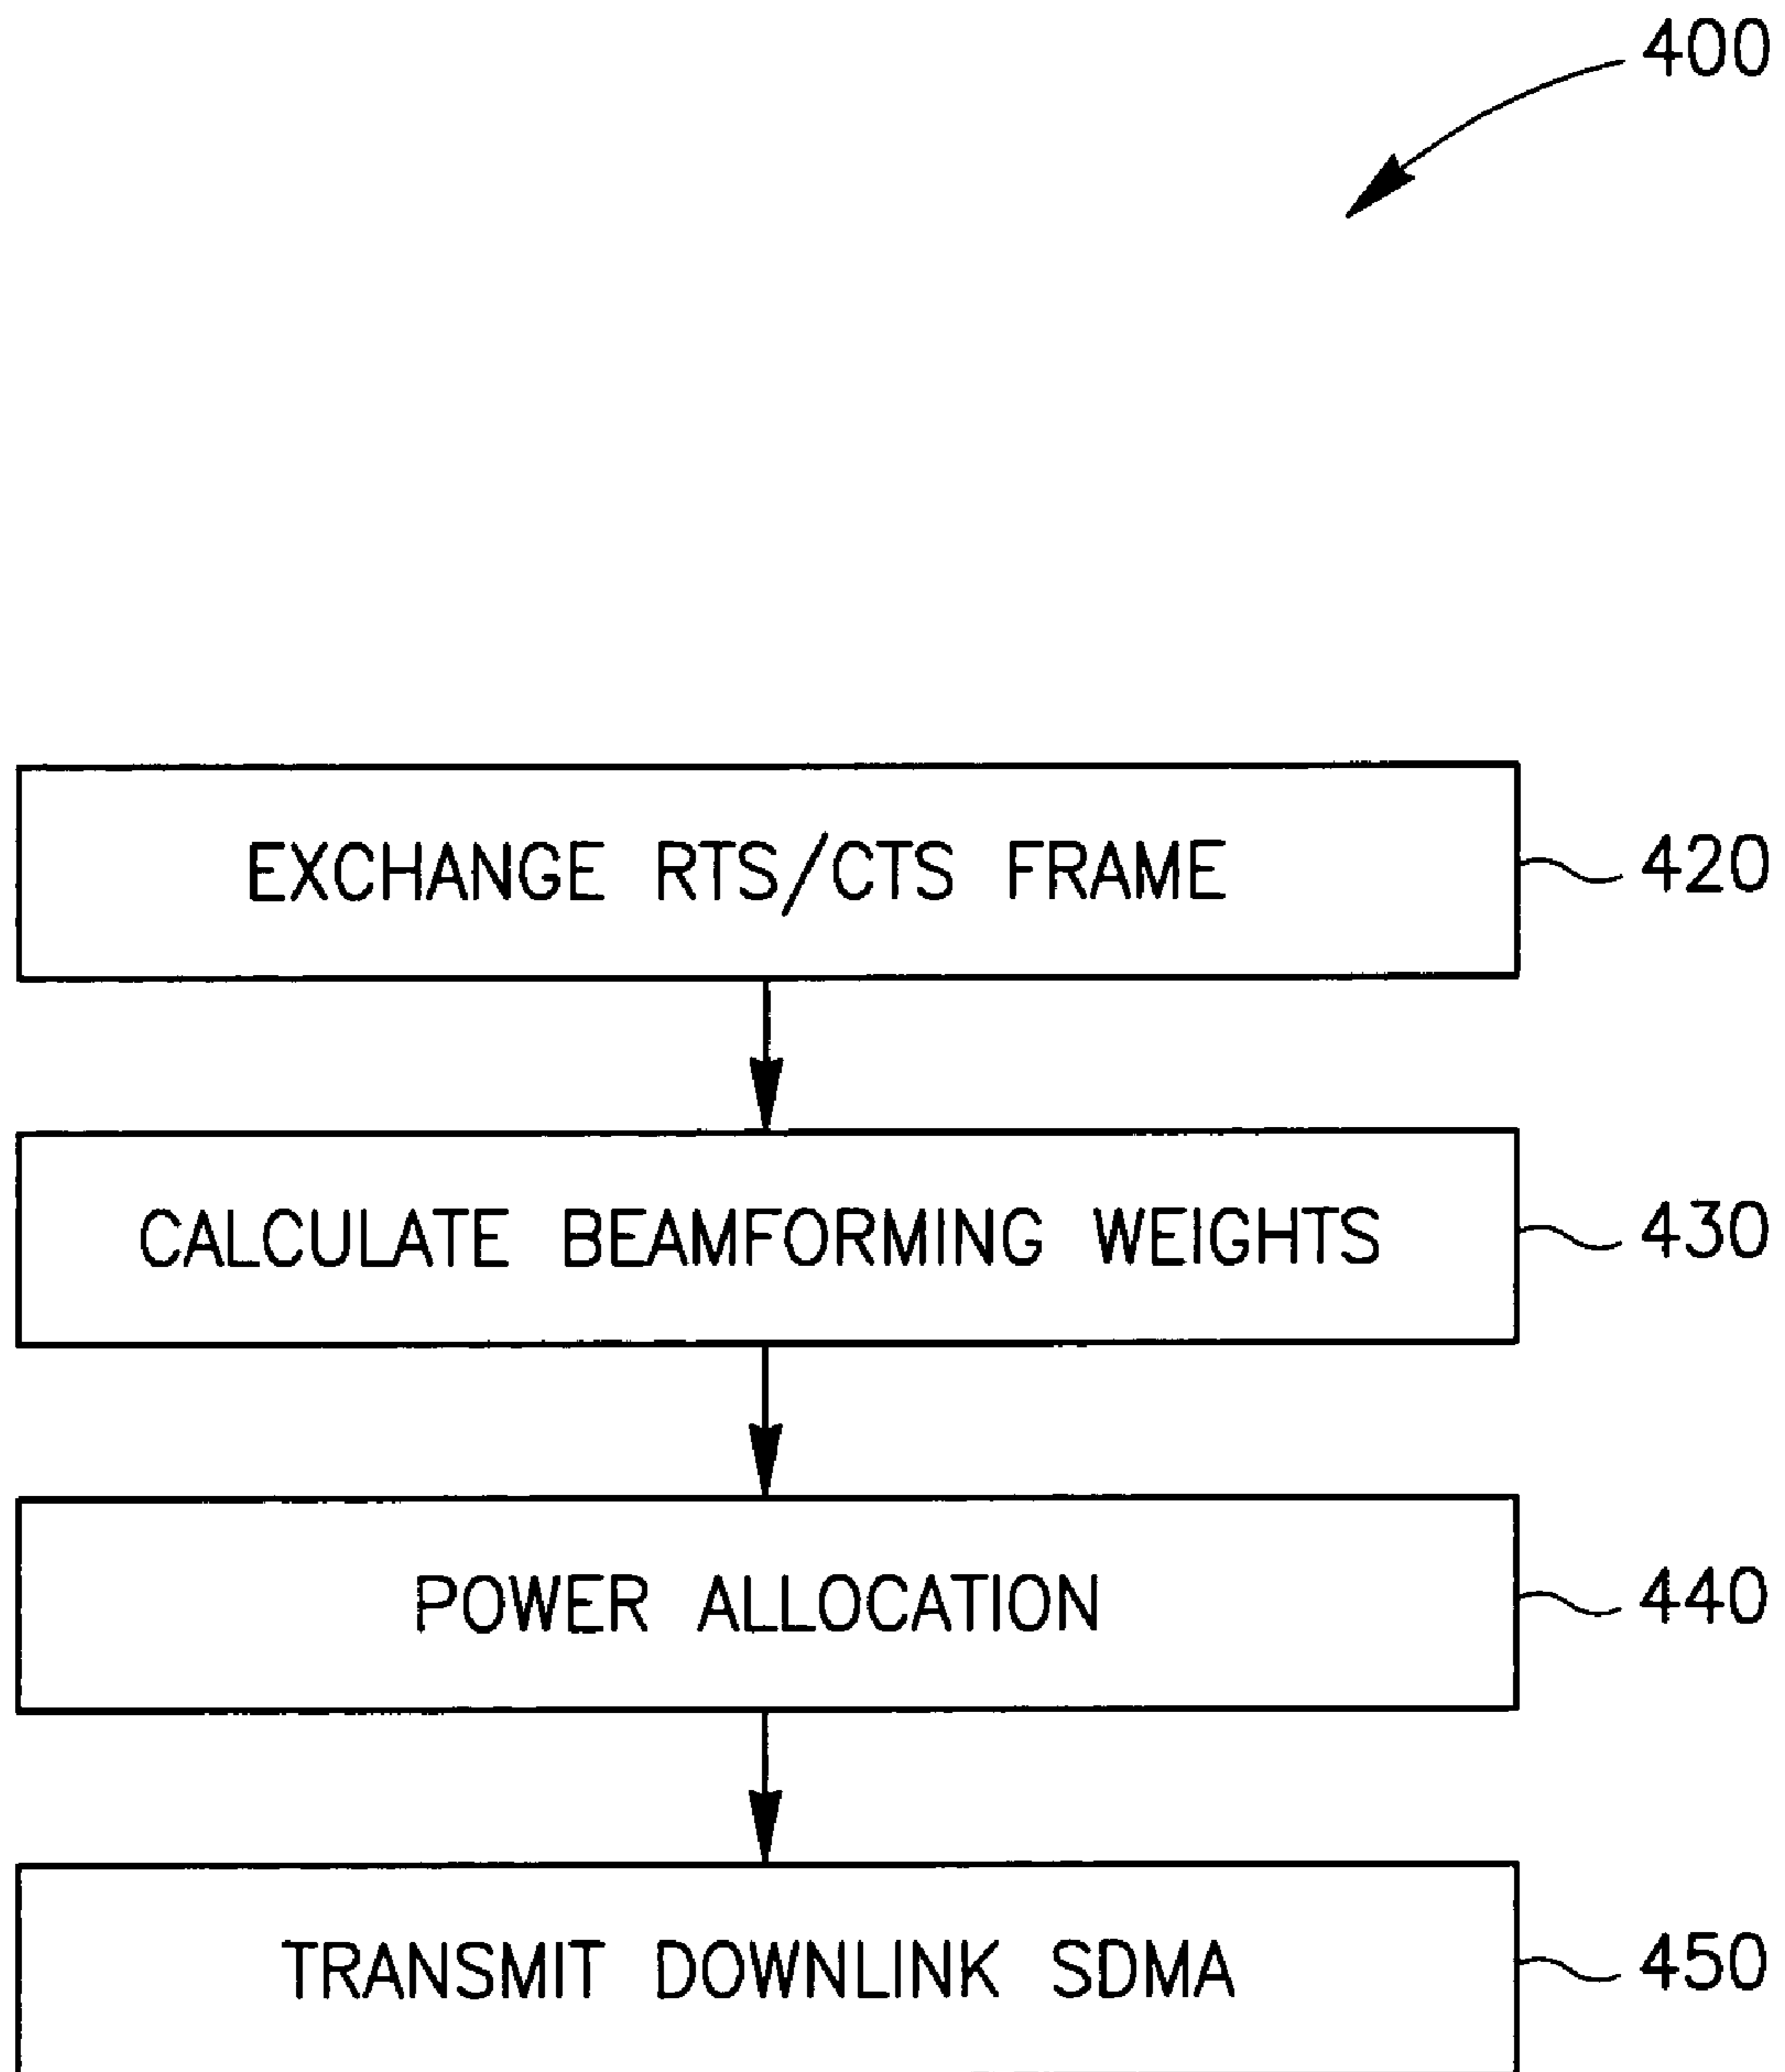 400
EXCHANGE RTS/CTS FRAME
420
CALCULATE BEAMFORMING WEIGHTS
430
POWER ALLOCATION
440
TRANSMIT DOWNLINK SDMA
450